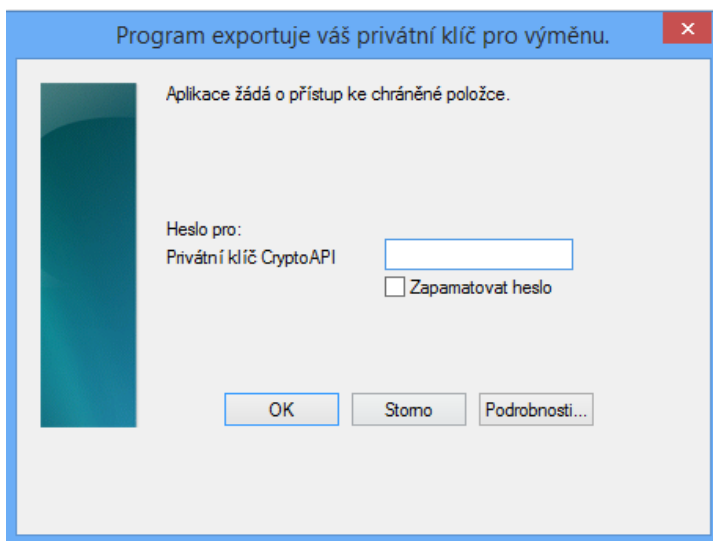 Program exportuje váš privátní klíč pro výměnu.
Aplikace žádá o přístup ke chráněné položce.
Heslo pro:
Privátní klíč CryptoAPI
Zapamatovat heslo
OK
Storno
Podrobnosti...